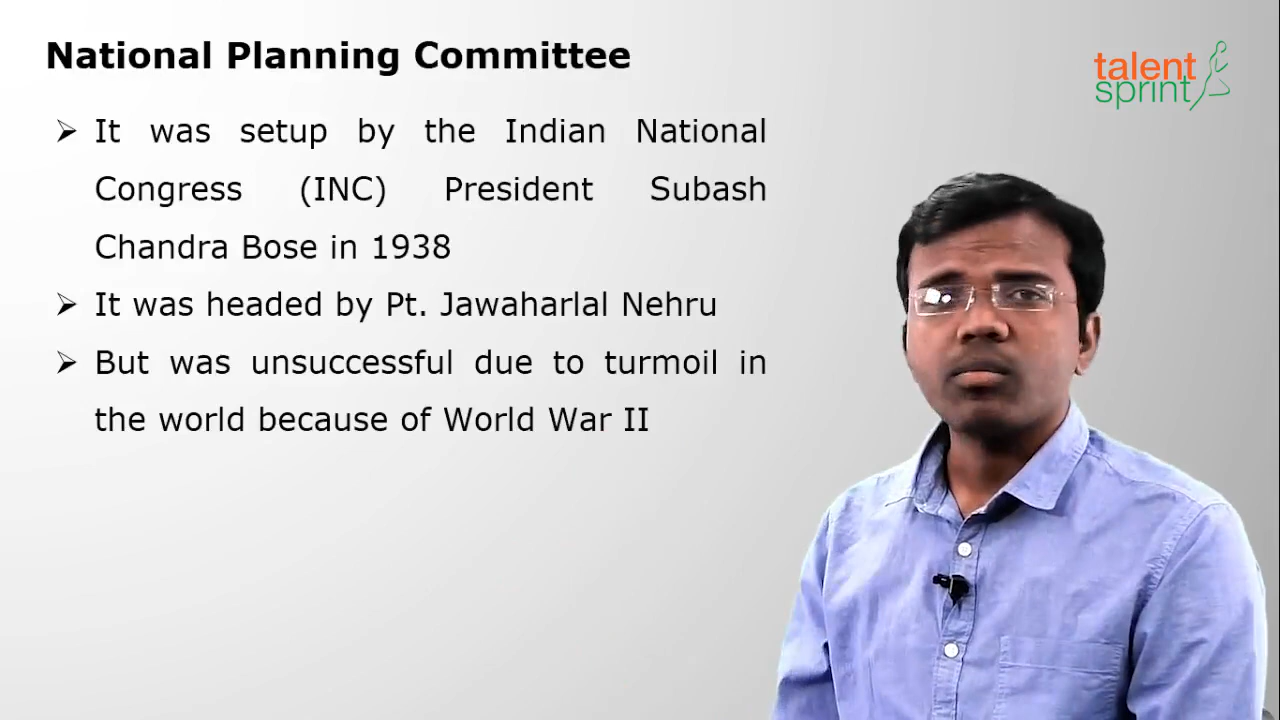 National Planning Committee
talent
sprint
➢ It was setup by the Indian National
Congress (INC) President Subash
Chandra Bose in 1938
➢ It was headed by Pt. Jawaharlal Nehru
➢ But was unsuccessful due to turmoil in
the world because of World War II